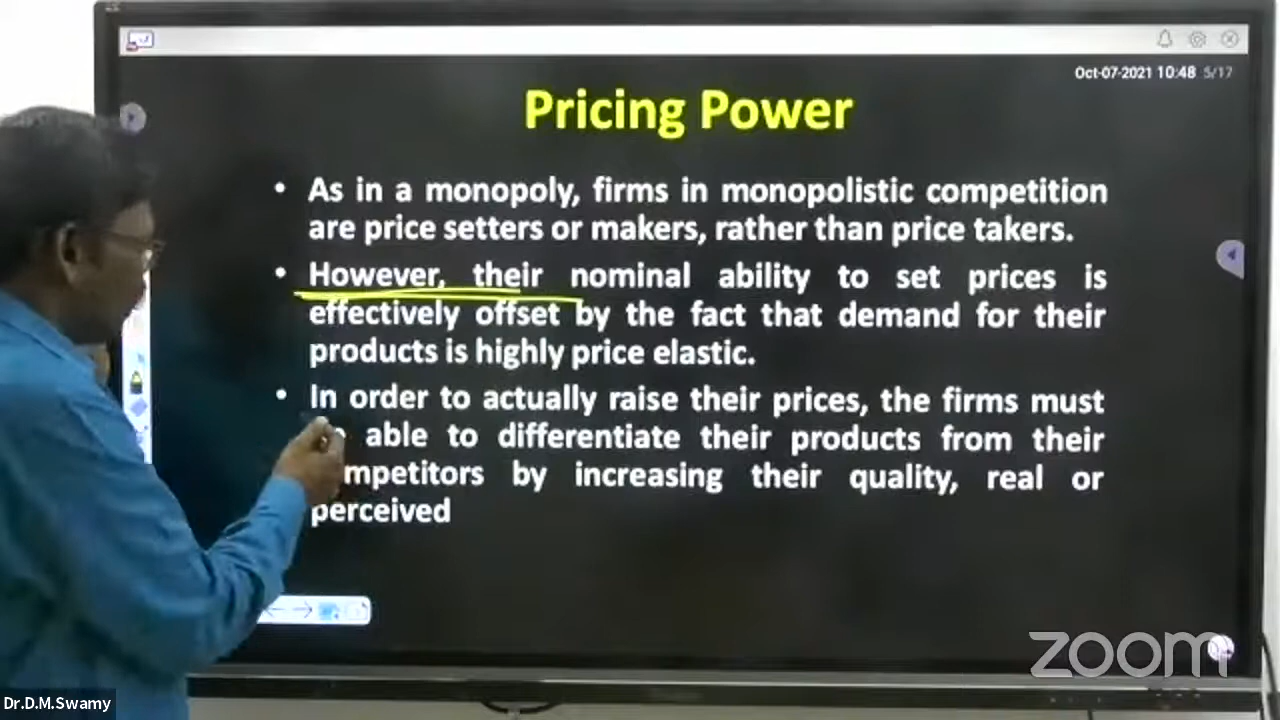 Oct-07-2021 10:48 5/17
Pricing Power
• As in a monopoly, firms in monopolistic competition
are price setters or makers, rather than price takers.
• However, their nominal ability to set prices is
effectively offset by the fact that demand for their
products is highly price elastic.
• In order to actually raise their prices, the firms must
able to differentiate their products from their
mpetitors by increasing their quality, real or
perceived
zoom
Dr.D.M.Swamy